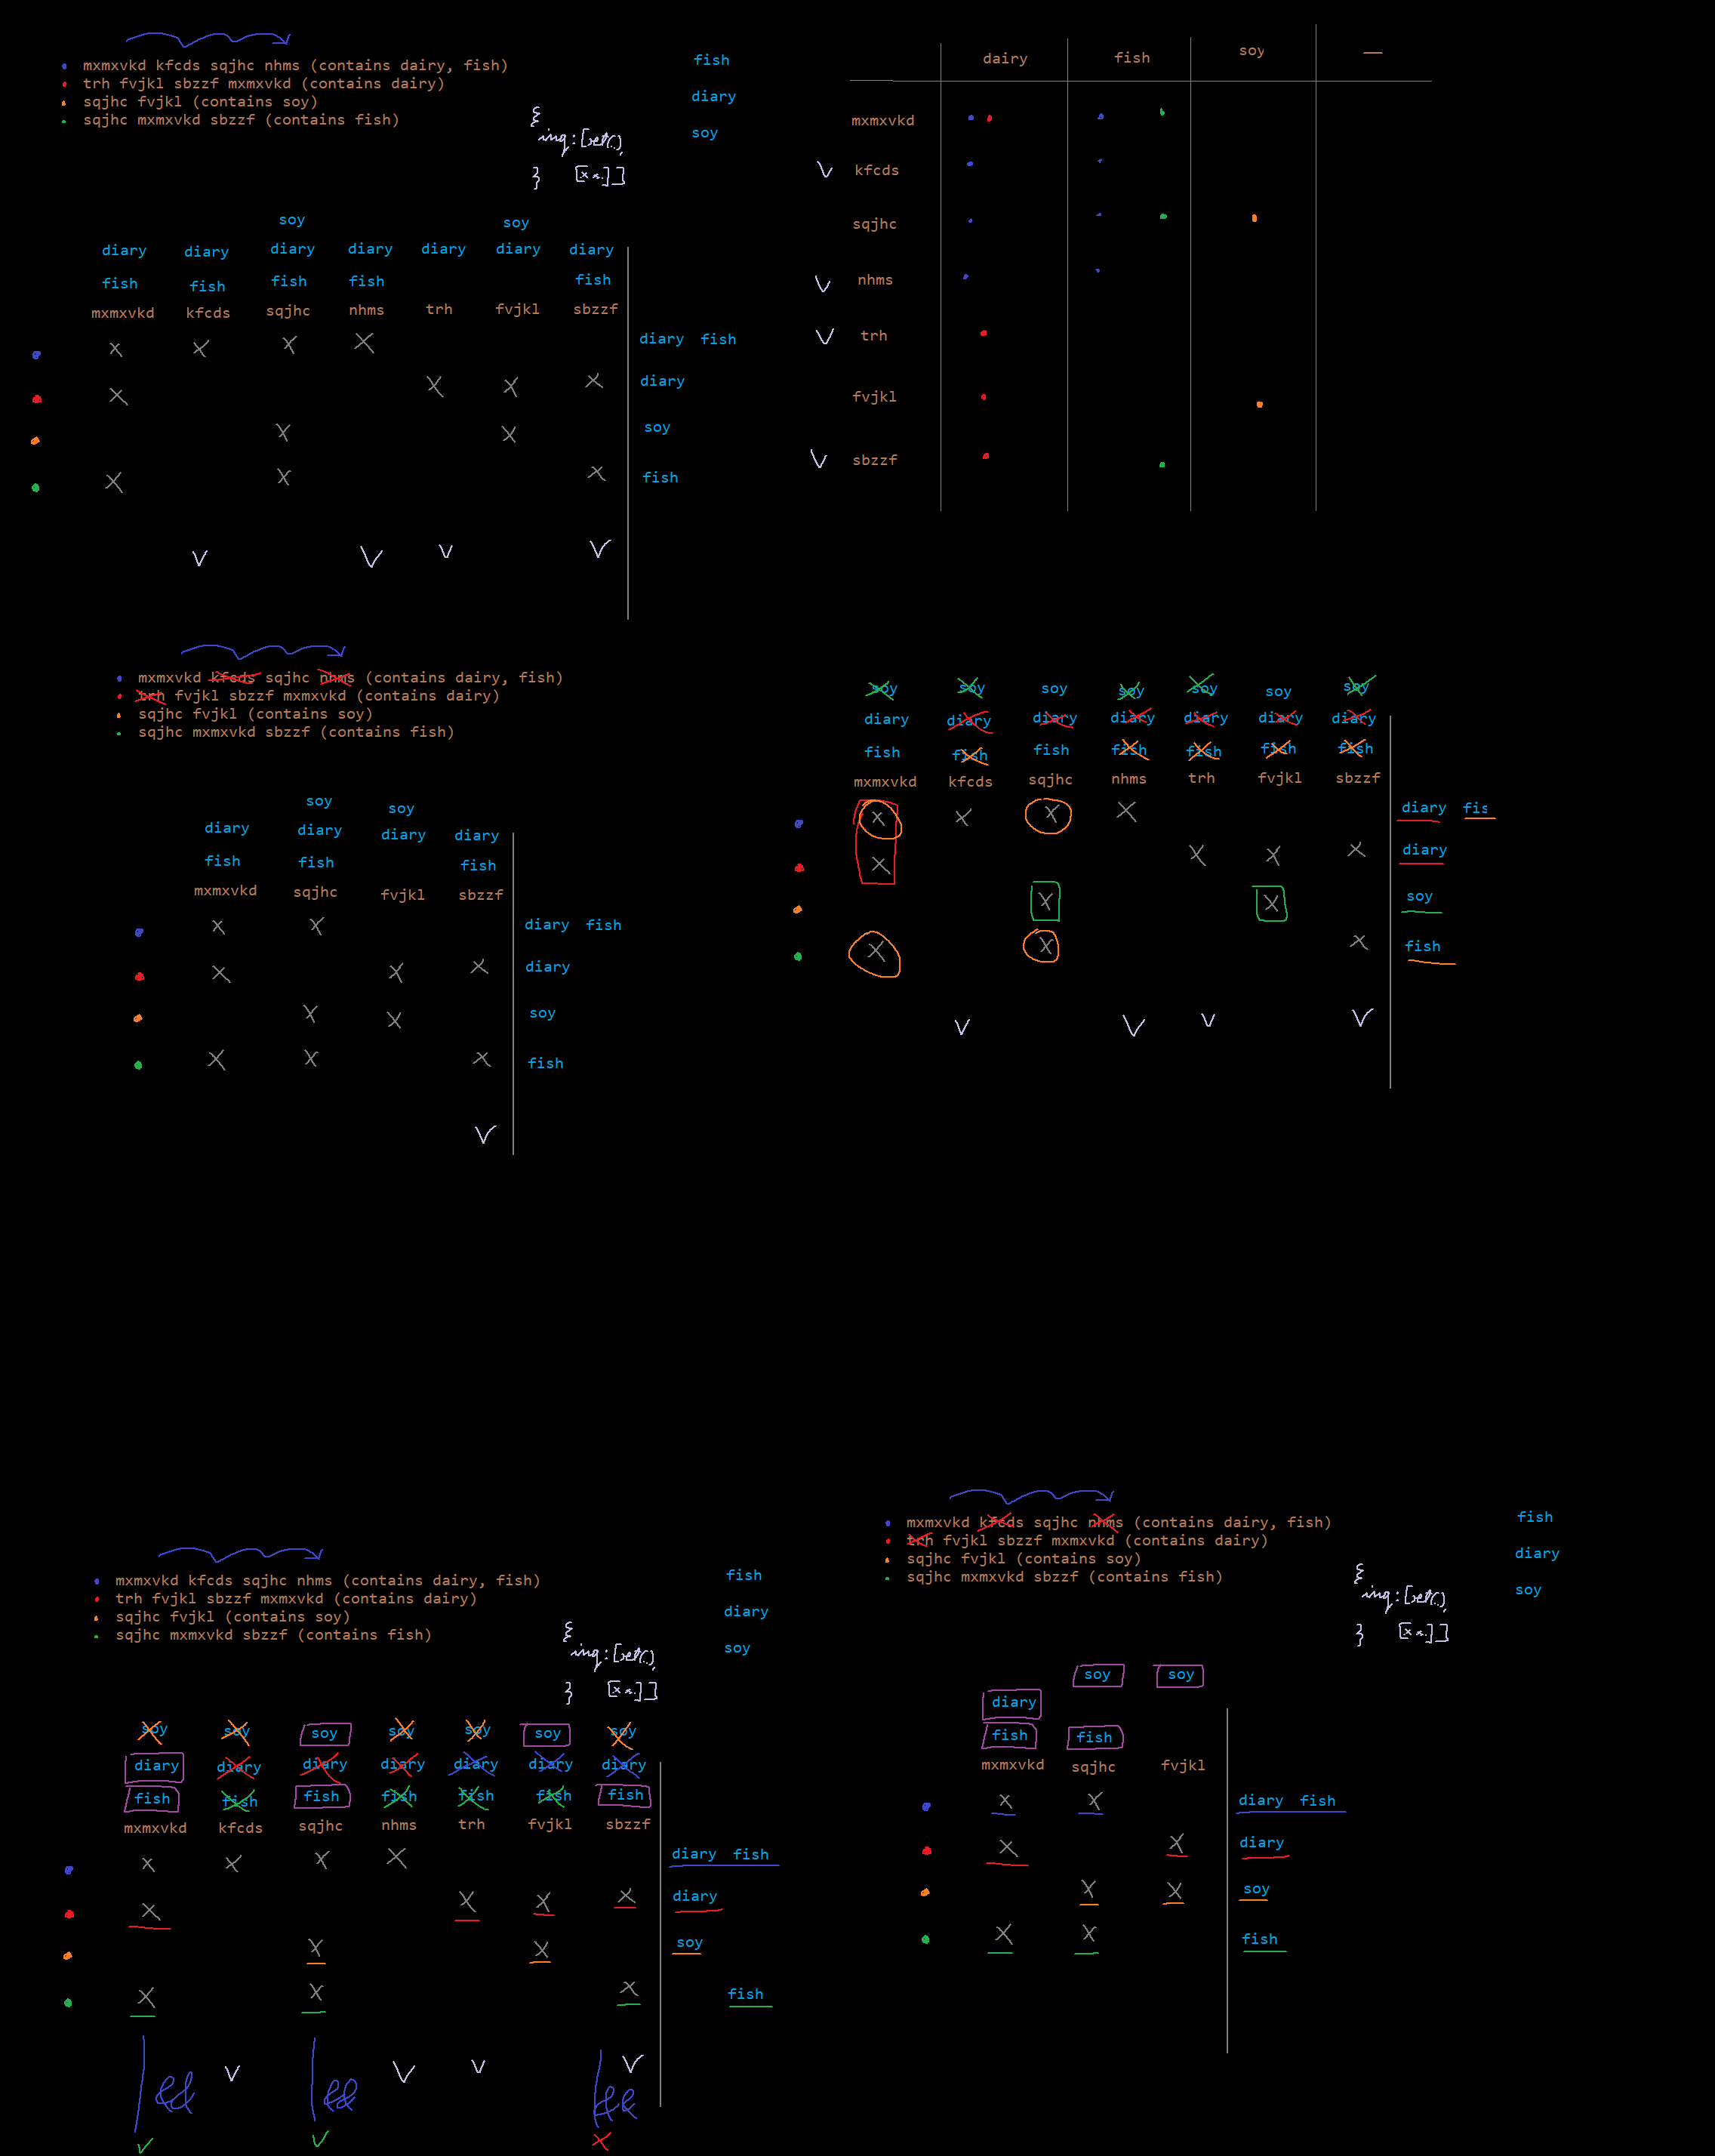 mxmxvkd kfcds sqjhc nhms (contains dairy, fish)
trh fvjkl sbzzf mxmxvkd (contains dairy)
sqjhc fvjkl (contains soy)
sqjhc mxmxvkd sbzzf (contains fish)
fish
diary
soy
{
ing: [set(),
} [x x.]]
soy soy
diary diary diary diary diary diary diary
fish fish fish fish fish
mxmxvkd kfcds sqjhc nhms trh fvjkl sbzzf
x x x x diary fish
x x x x diary
x x soy
x x x fish
v v v v
dairy fish soy —
mxmxvkd
v kfcds
sqjhc
v nhms
v trh
fvjkl
v sbzzf
mxmxvkd kfcds sqjhc nhms (contains dairy, fish)
trh fvjkl sbzzf mxmxvkd (contains dairy)
sqjhc fvjkl (contains soy)
sqjhc mxmxvkd sbzzf (contains fish)
soy soy
diary diary diary diary
fish fish fish
mxmxvkd sqjhc fvjkl sbzzf
x x diary fish
x x x diary
x x soy
x x x fish
v
soy soy soy soy soy soy soy
diary diary diary diary diary diary diary
fish fish fish fish fish fish fish
mxmxvkd kfcds sqjhc nhms trh fvjkl sbzzf
x x x x diary fis
x x x x diary
x x soy
x x x fish
v v v v
mxmxvkd kfcds sqjhc nhms (contains dairy, fish)
trh fvjkl sbzzf mxmxvkd (contains dairy)
sqjhc fvjkl (contains soy)
sqjhc mxmxvkd sbzzf (contains fish)
fish
diary
soy
{
ing: [set(),
} [x x.]]
soy soy soy soy soy soy soy
diary diary diary diary diary diary diary
fish fish fish fish fish fish fish
mxmxvkd kfcds sqjhc nhms trh fvjkl sbzzf
x x x x diary fish
x x x x diary
x x soy
x x x fish
v v v v
&& && &&
mxmxvkd kfcds sqjhc nhms (contains dairy, fish)
trh fvjkl sbzzf mxmxvkd (contains dairy)
sqjhc fvjkl (contains soy)
sqjhc mxmxvkd sbzzf (contains fish)
fish
diary
soy
{
ing: [set(),
} [x x.]]
soy soy
diary
fish fish
mxmxvkd sqjhc fvjkl
x x diary fish
x x diary
x x soy
x x fish